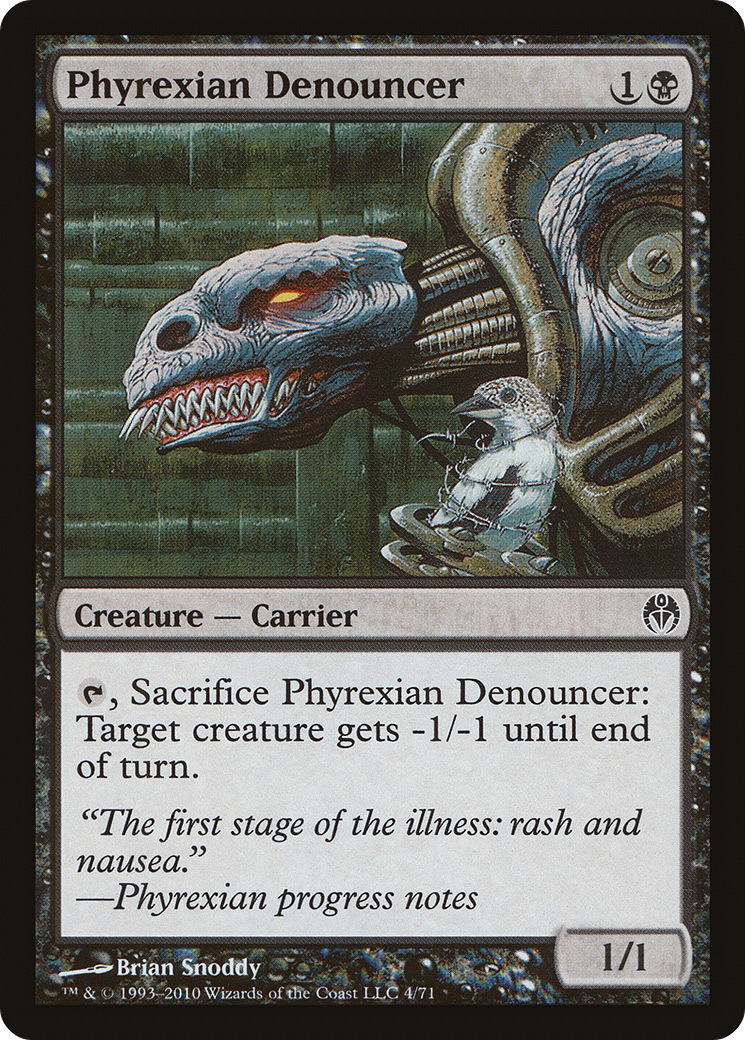 Phyrexian Denouncer 1
Creature — Carrier
, Sacrifice Phyrexian Denouncer:
Target creature gets -1/-1 until end
of turn.
“The first stage of the illness: rash and
nausea.”
—Phyrexian progress notes
1/1
Brian Snoddy
™ & © 1993–2010 Wizards of the Coast LLC 4/71